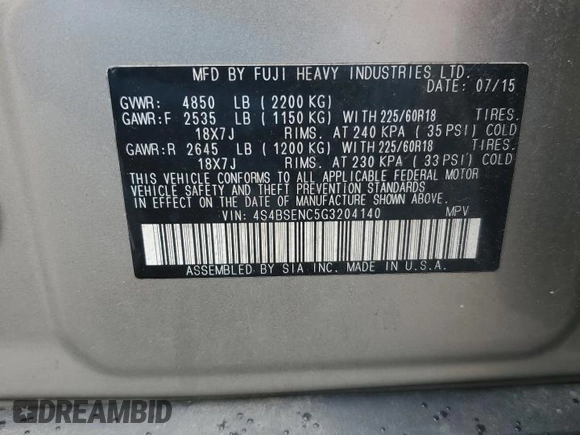 MFD BY FUJI HEAVY INDUSTRIES LTD.
DATE: 07/15
GVWR: 4850 LB (2200 KG)
GAWR:F 2535 LB (1150 KG) WITH 225/60R18 TIRES.
18X7J RIMS. AT 240 KPA (35 PSI) COLD
GAWR:R 2645 LB (1200 KG) WITH 225/60R18 TIRES.
18X7J RIMS. AT 230 KPA (33 PSI) COLD
THIS VEHICLE CONFORMS TO ALL APPLICABLE FEDERAL MOTOR
VEHICLE SAFETY AND THEFT PREVENTION STANDARDS
IN EFFECT ON THE DATE OF MANUFACTURE SHOWN ABOVE.
VIN: 4S4BSENC5G3204140 MPV
ASSEMBLED BY SIA INC. MADE IN U.S.A.
DREAMBID